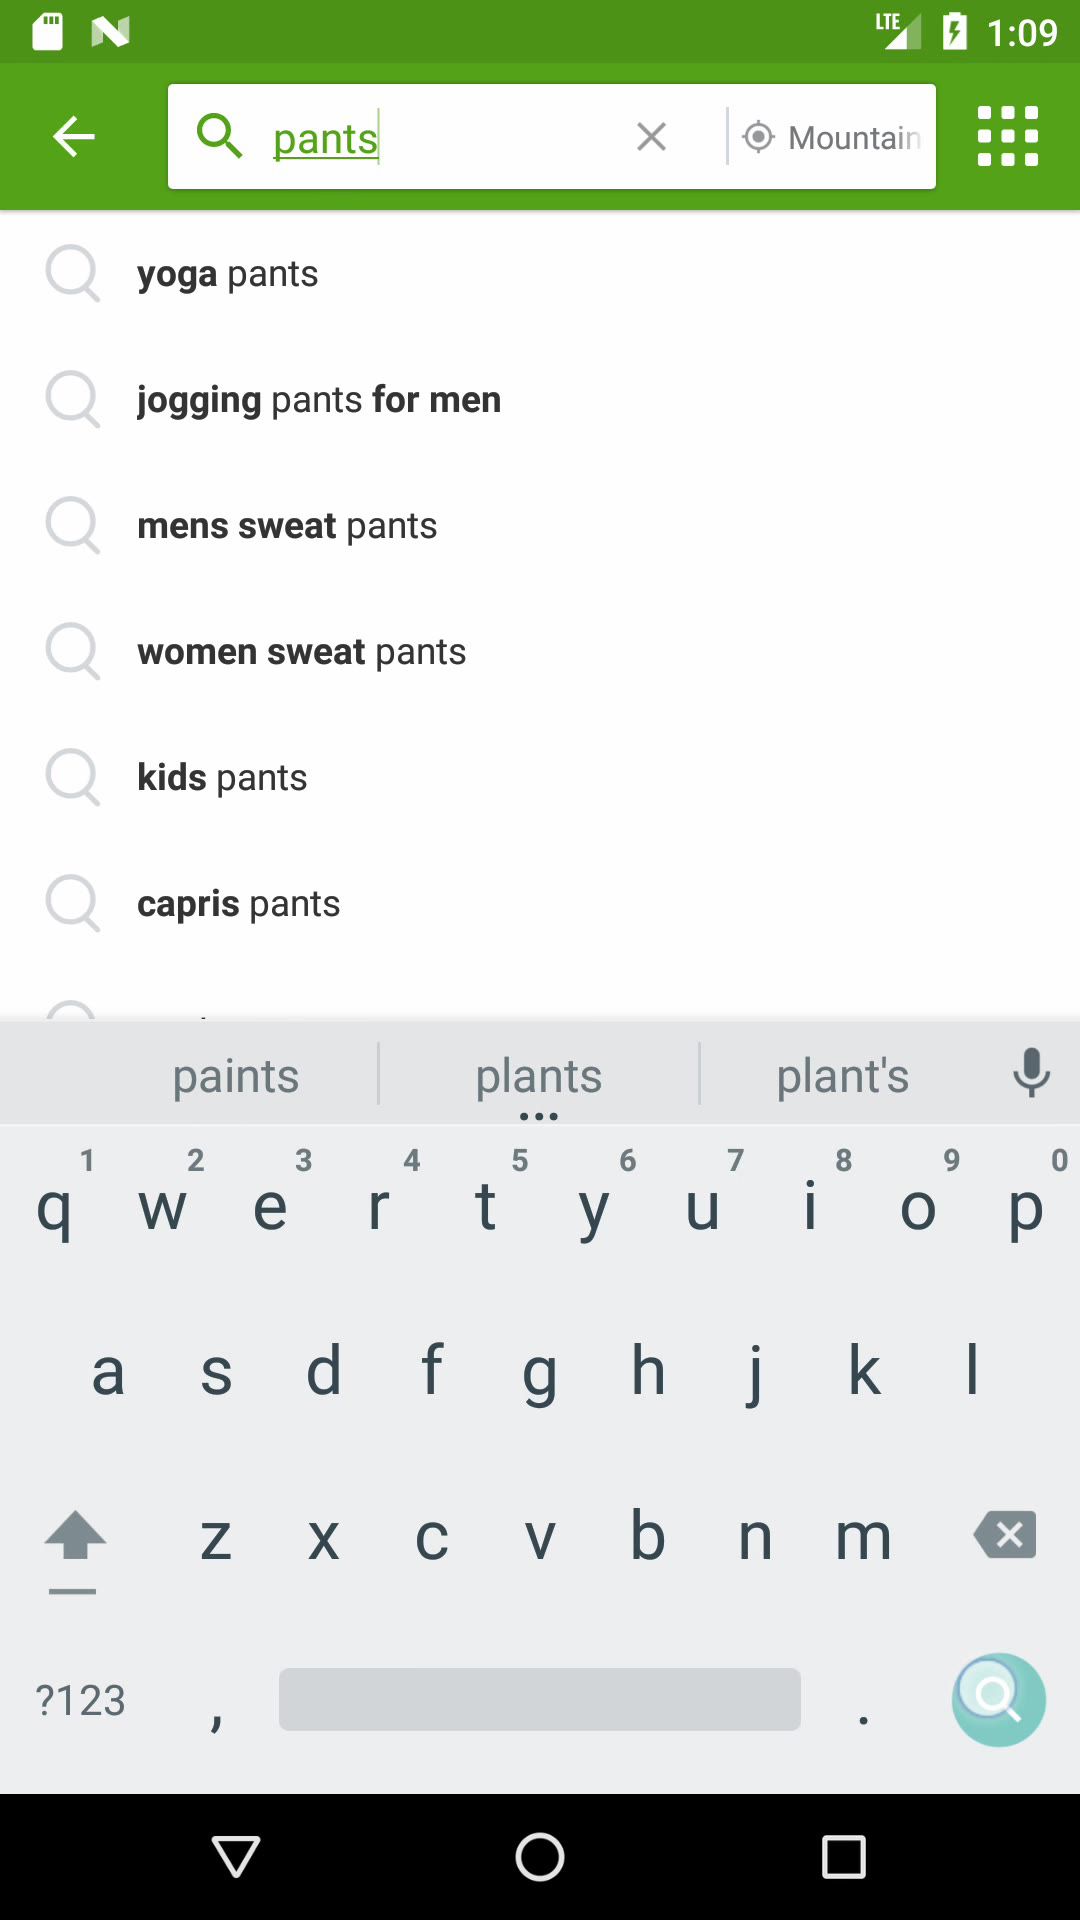 LTE 1:09
pants Mountain
yoga pants
jogging pants for men
mens sweat pants
women sweat pants
kids pants
capris pants
paints plants plant's
1 2 3 4 5 6 7 8 9 0
q w e r t y u i o p
a s d f g h j k l
z x c v b n m
?123 , .